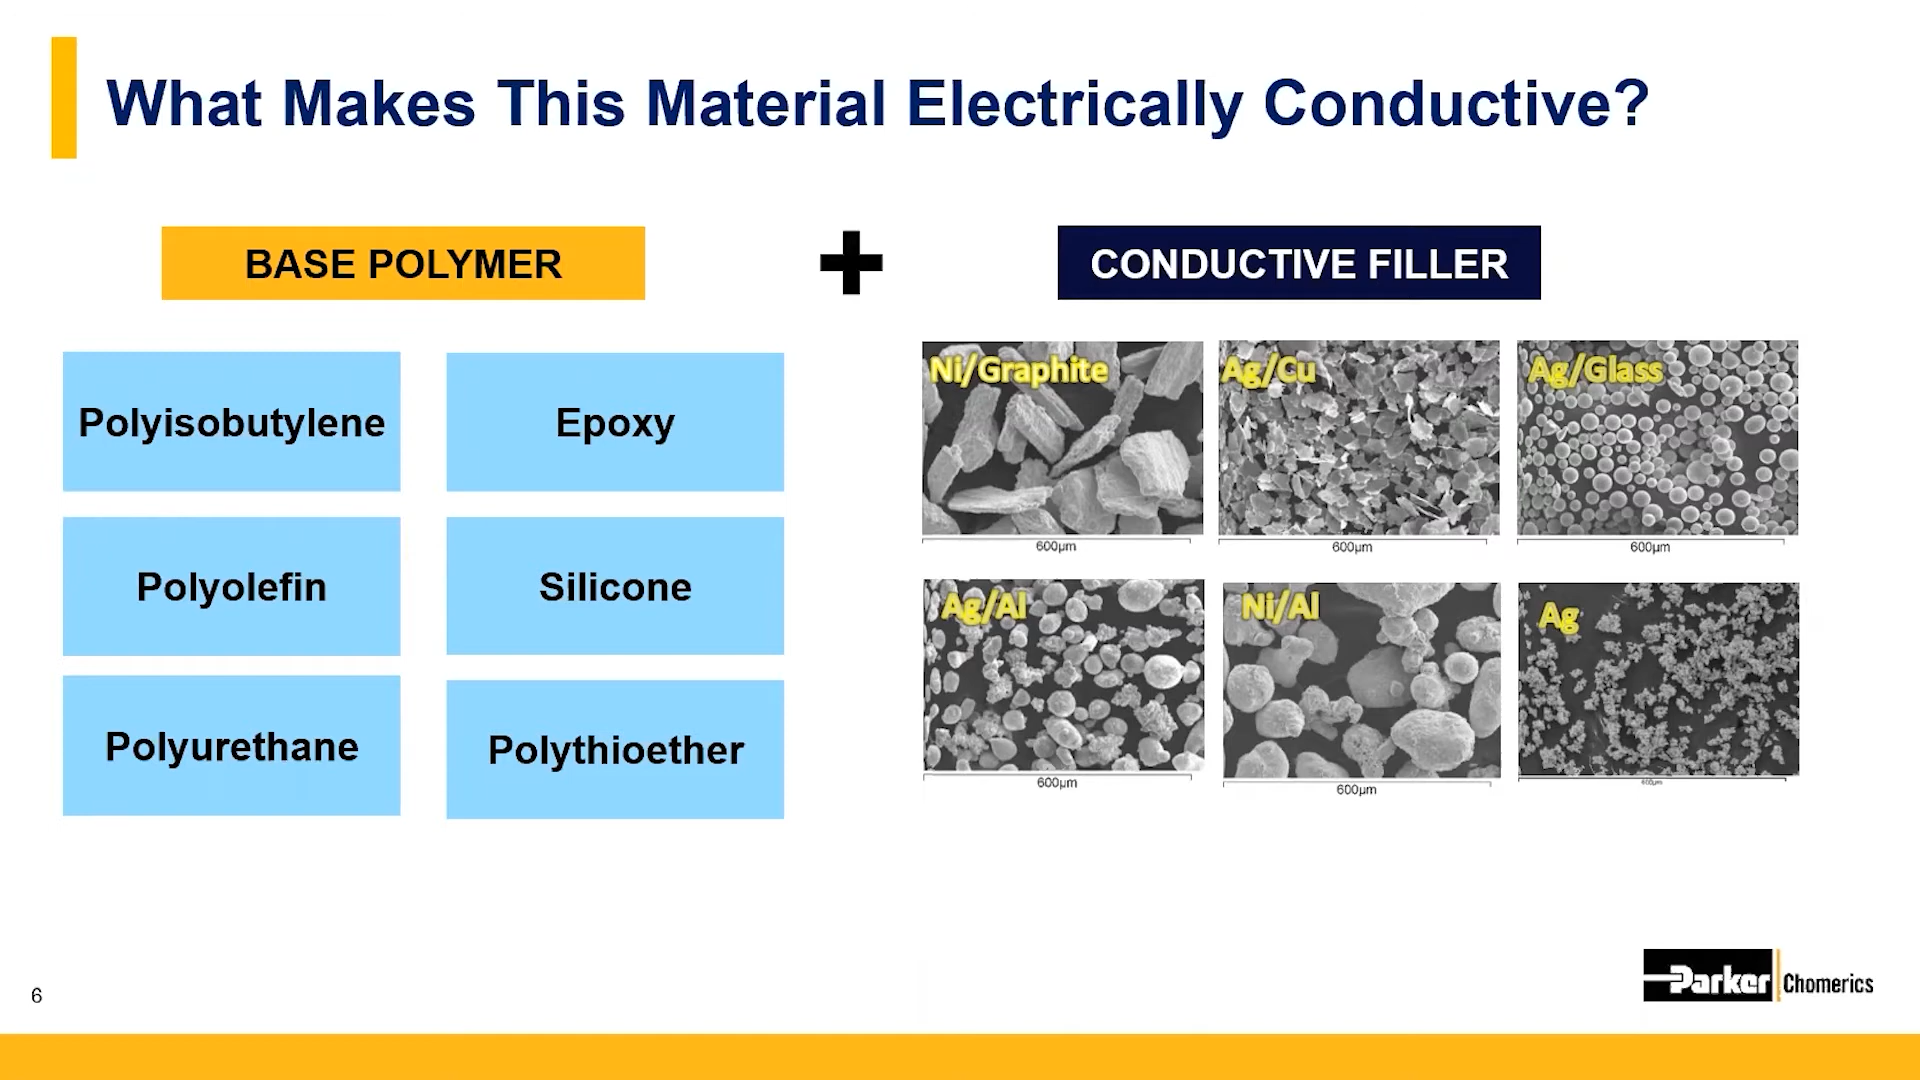 What Makes This Material Electrically Conductive?
BASE POLYMER
CONDUCTIVE FILLER
Polyisobutylene
Epoxy
Polyolefin
Silicone
Polyurethane
Polythioether
Ni/Graphite
Ag/Cu
Ag/Glass
600µm
600µm
600µm
Ag/Al
Ni/Al
Ag
600µm
600µm
600µm
6
Parker
Chomerics